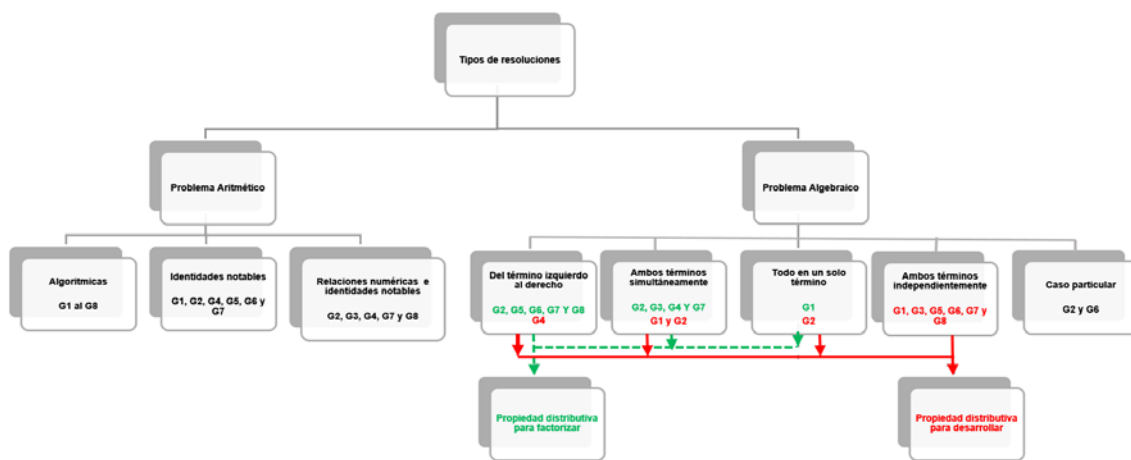 Tipos de resoluciones
Problema Aritmético
Problema Algebraico
Algorítmicas
G1 al G8
Identidades notables
G1, G2, G4, G5, G6 y
G7
Relaciones numéricas e
identidades notables
G2, G3, G4, G7 y G8
Del término izquierdo
al derecho
G2, G5, G6, G7 Y G8
G4
Ambos términos
simultáneamente
G2, G3, G4 Y G7
G1 y G2
Todo en un solo
término
G1
G2
Ambos términos
independientemente
G1, G3, G5, G6, G7 y
G8
Caso particular
G2 y G6
Propiedad distributiva
para factorizar
Propiedad distributiva
para desarrollar